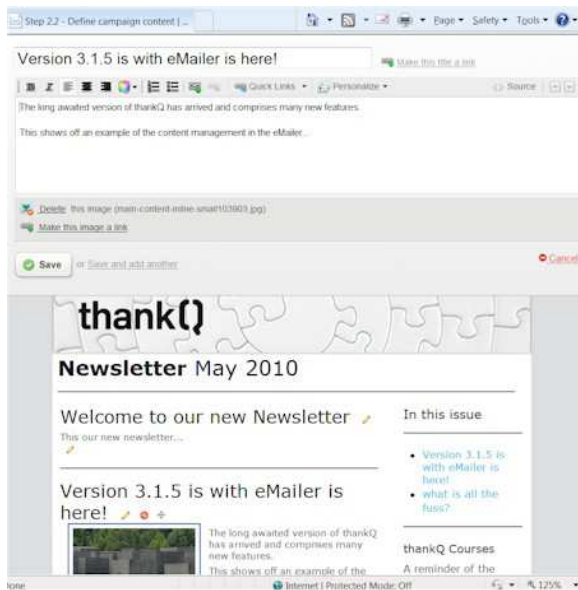 Step 2.2 - Define campaign content | ...
Page Safety Tools
Version 3.1.5 is with eMailer is here!
Make this title a link
B I Quick Links Personalize Source
The long awaited version of thankQ has arrived and comprises many new features.
This shows off an example of the content management in the eMailer...
Delete this image (main-content-inline-small103903.jpg)
Make this image a link
Save or Save and add another
Cancel
thankQ
Newsletter May 2010
Welcome to our new Newsletter
This our new newsletter...
In this issue
Version 3.1.5 is with eMailer is here!
what is all the fuss?
Version 3.1.5 is with eMailer is
here!
The long awaited version of thankQ
has arrived and comprises many
new features.
This shows off an example of the
thankQ Courses
A reminder of the
Done
Internet | Protected Mode: Off
125%